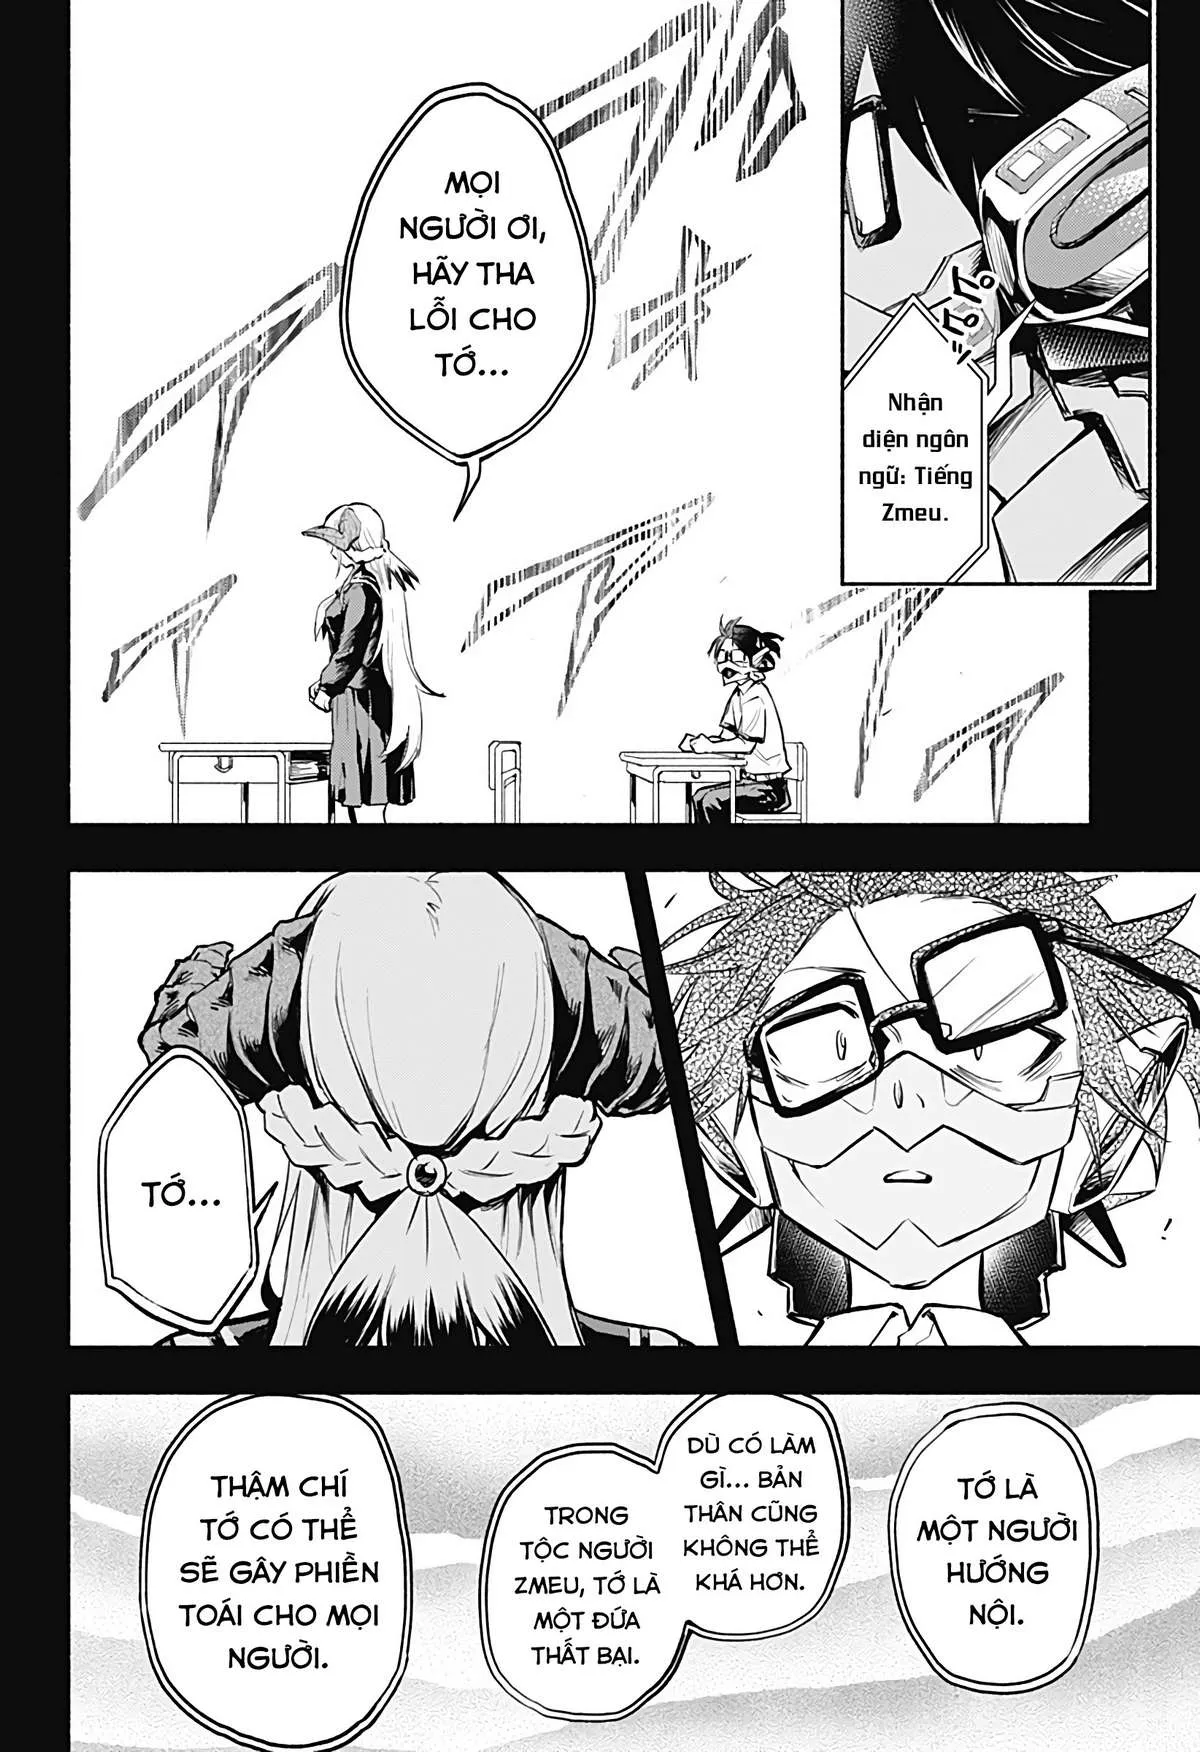 Nhận
diện ngôn
ngữ: Tiếng
Zmeu.
MỌI
NGƯỜI ƠI,
HÃY THA
LỖI CHO
TỚ...
TỚ...
TỚ LÀ
MỘT NGƯỜI
HƯỚNG
NỘI.
DÙ CÓ LÀM
GÌ... BẢN
THÂN CŨNG
KHÔNG THỂ
KHÁ HƠN.
TRONG
TỘC NGƯỜI
ZMEU, TỚ LÀ
MỘT ĐỨA
THẤT BẠI.
THẬM CHÍ
TỚ CÓ THỂ
SẼ GÂY PHIỀN
TOÁI CHO MỌI
NGƯỜI.